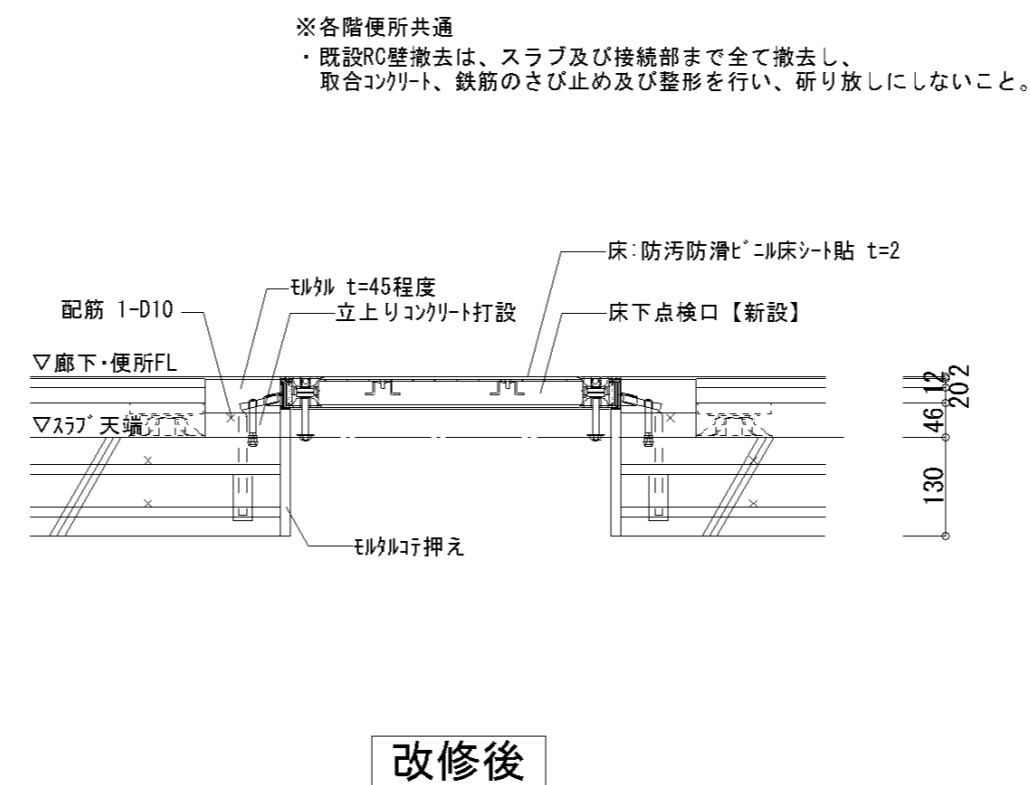 ※各階便所共通
・既設RC壁撤去は、スラブ及び接続部まで全て撤去し、
取合コンクリート、鉄筋のさび止め及び整形を行い、斫り放しにしないこと。
床:防汚防滑ビニル床シート貼 t=2
モルタル t=45程度
配筋 1-D10
立上りコンクリート打設
床下点検口【新設】
▽廊下・便所FL
2
12
20
▽スラブ天端
46
130
モルタルコテ押え
改修後